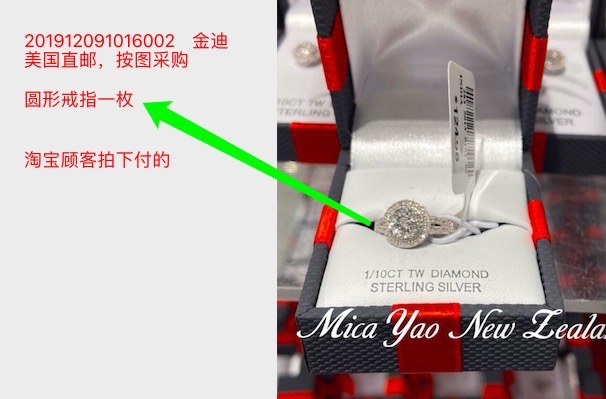 201912091016002 金迪
美国直邮，按图采购
圆形戒指一枚
淘宝顾客拍下付的
10CT TW DIAMOND
STERLING SILVER
1/10CT TW DIAMOND
STERLING SILVER
Mica Yao New Zeala